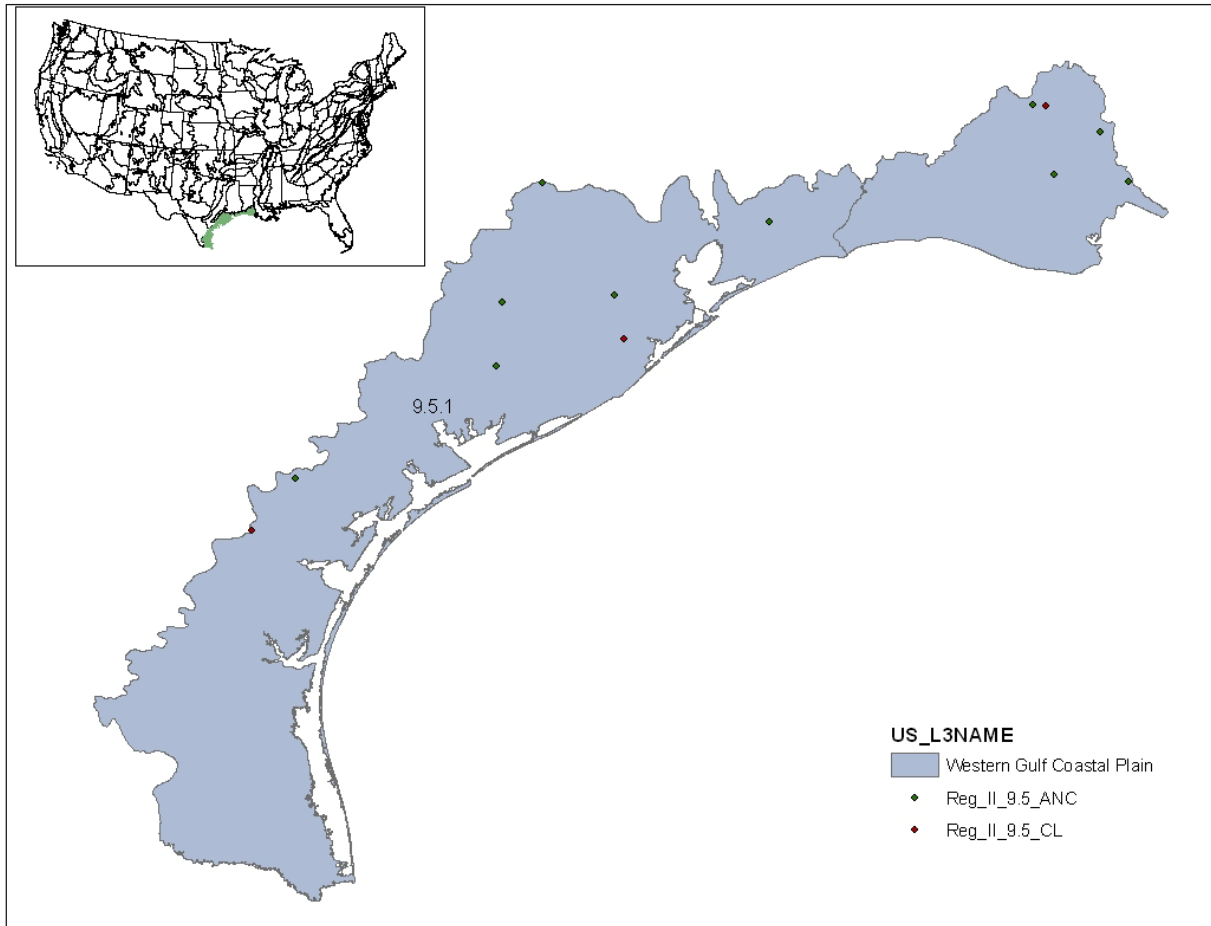 9.5.1
US_L3NAME
Western Gulf Coastal Plain
Reg_II_9.5_ANC
Reg_II_9.5_CL